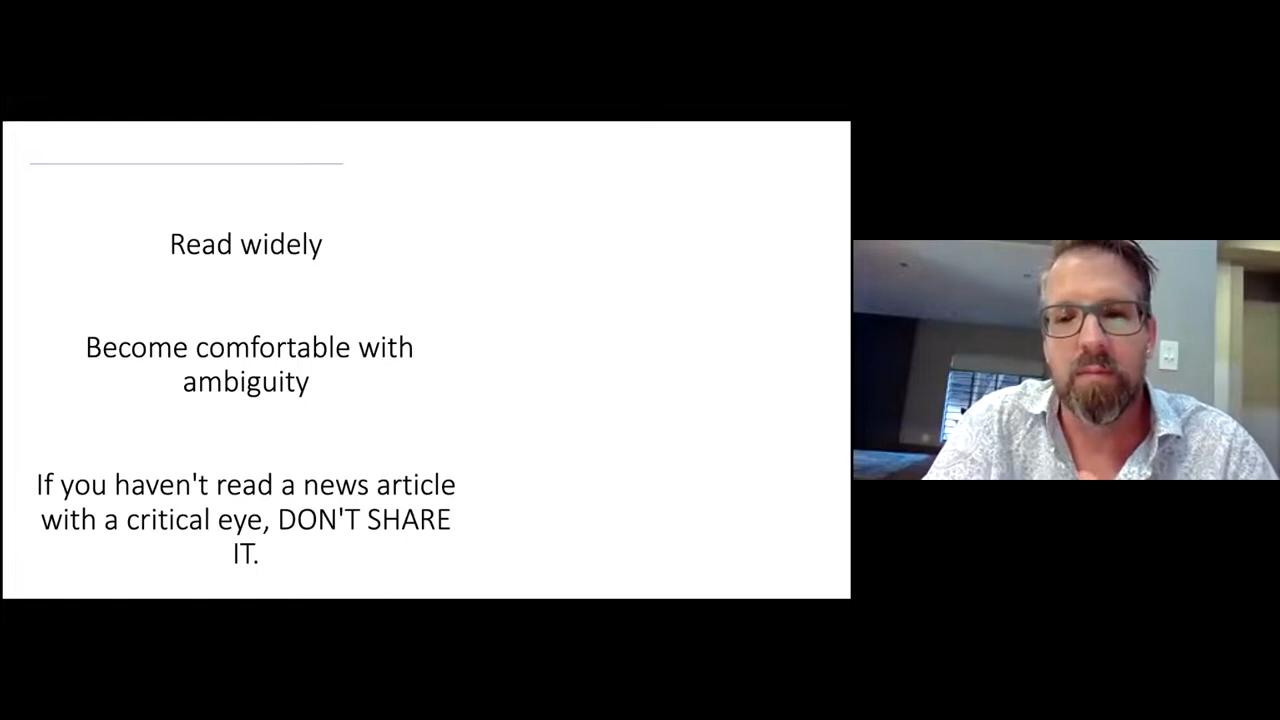 Read widely
Become comfortable with
ambiguity
If you haven't read a news article
with a critical eye, DON'T SHARE
IT.